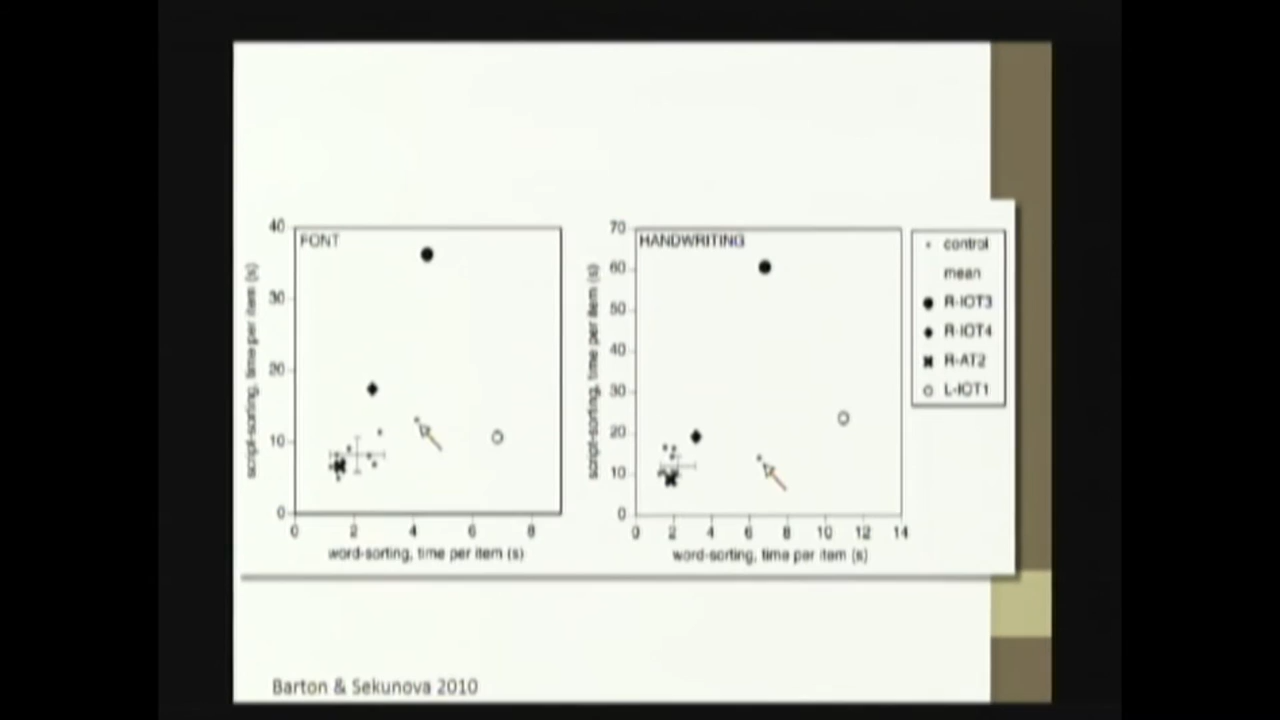 FONT
40
30
20
10
0
0 2 4 6 8
script-sorting, time per item (s)
word-sorting, time per item (s)
HANDWRITING
70
60
50
40
30
20
10
0
0 2 4 6 8 10 12 14
script-sorting, time per item (s)
word-sorting, time per item (s)
control
mean
R-IOT3
R-IOT4
R-AT2
L-IOT1
Barton & Sekunova 2010